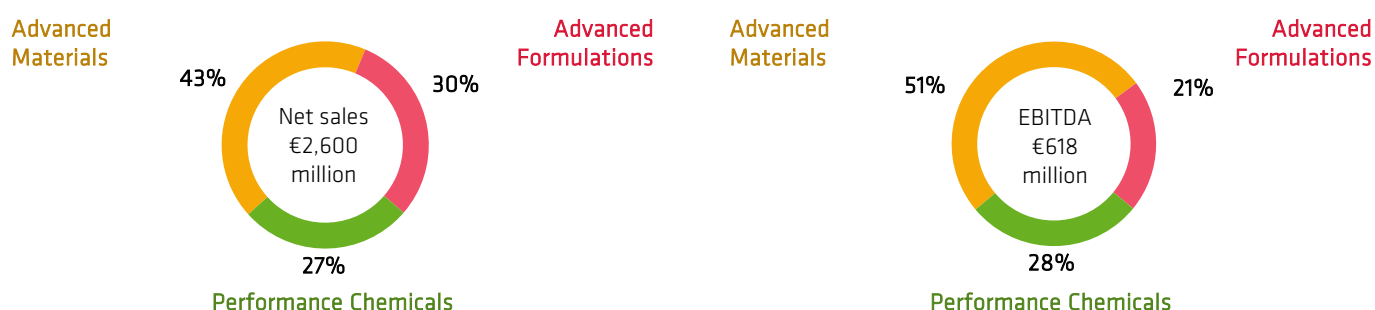 Advanced
Materials
Advanced
Formulations
43%
30%
Net sales
€2,600
million
27%
Performance Chemicals
Advanced
Materials
Advanced
Formulations
51%
21%
EBITDA
€618
million
28%
Performance Chemicals